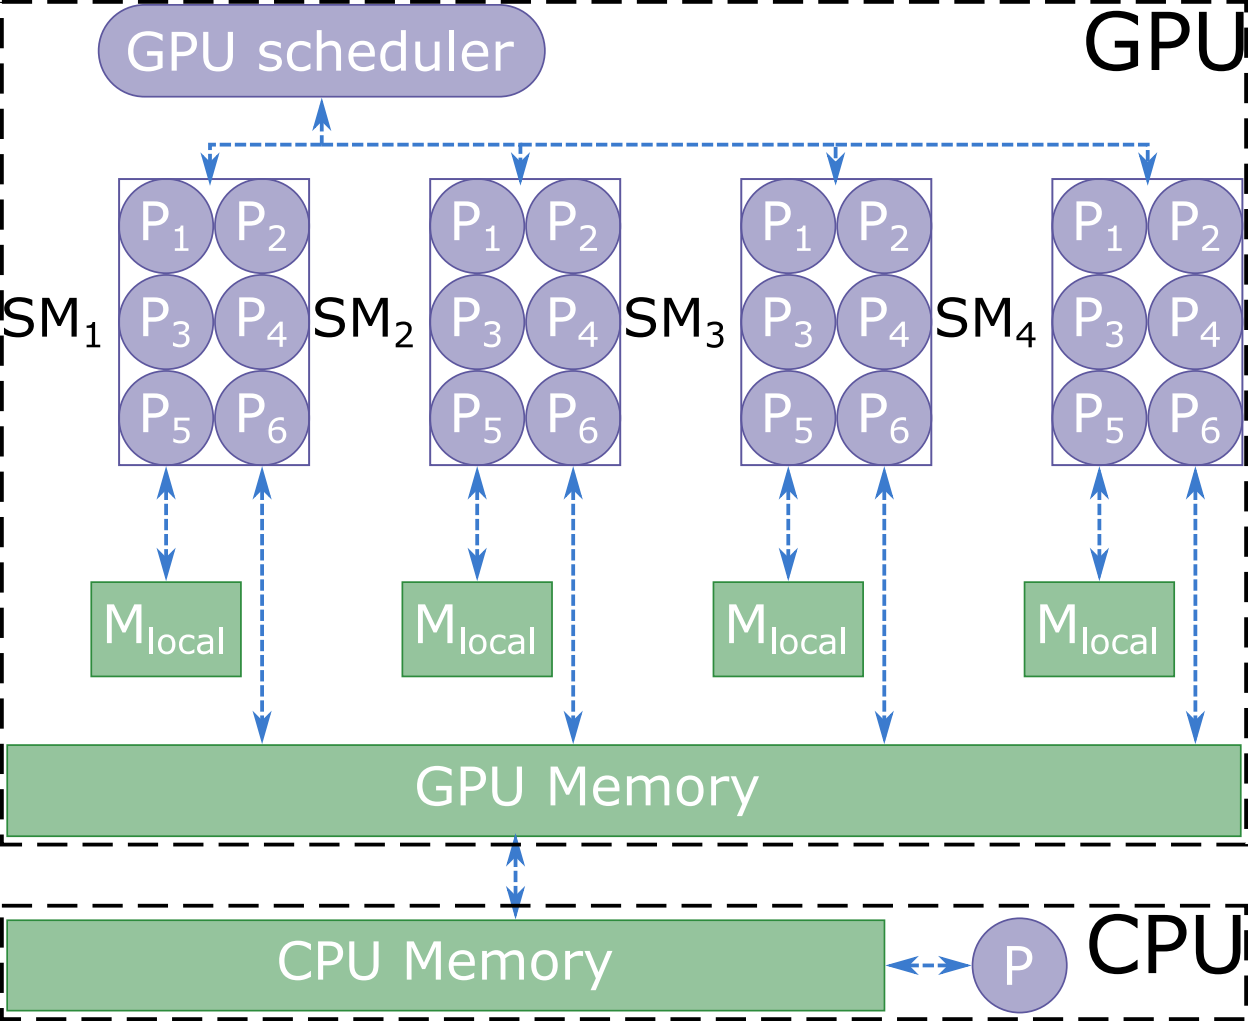 GPU scheduler
GPU
P1 P2 P1 P2 P1 P2 P1 P2
SM1 P3 P4 SM2 P3 P4 SM3 P3 P4 SM4 P3 P4
P5 P6 P5 P6 P5 P6 P5 P6
Mlocal Mlocal Mlocal Mlocal
GPU Memory
CPU Memory P CPU